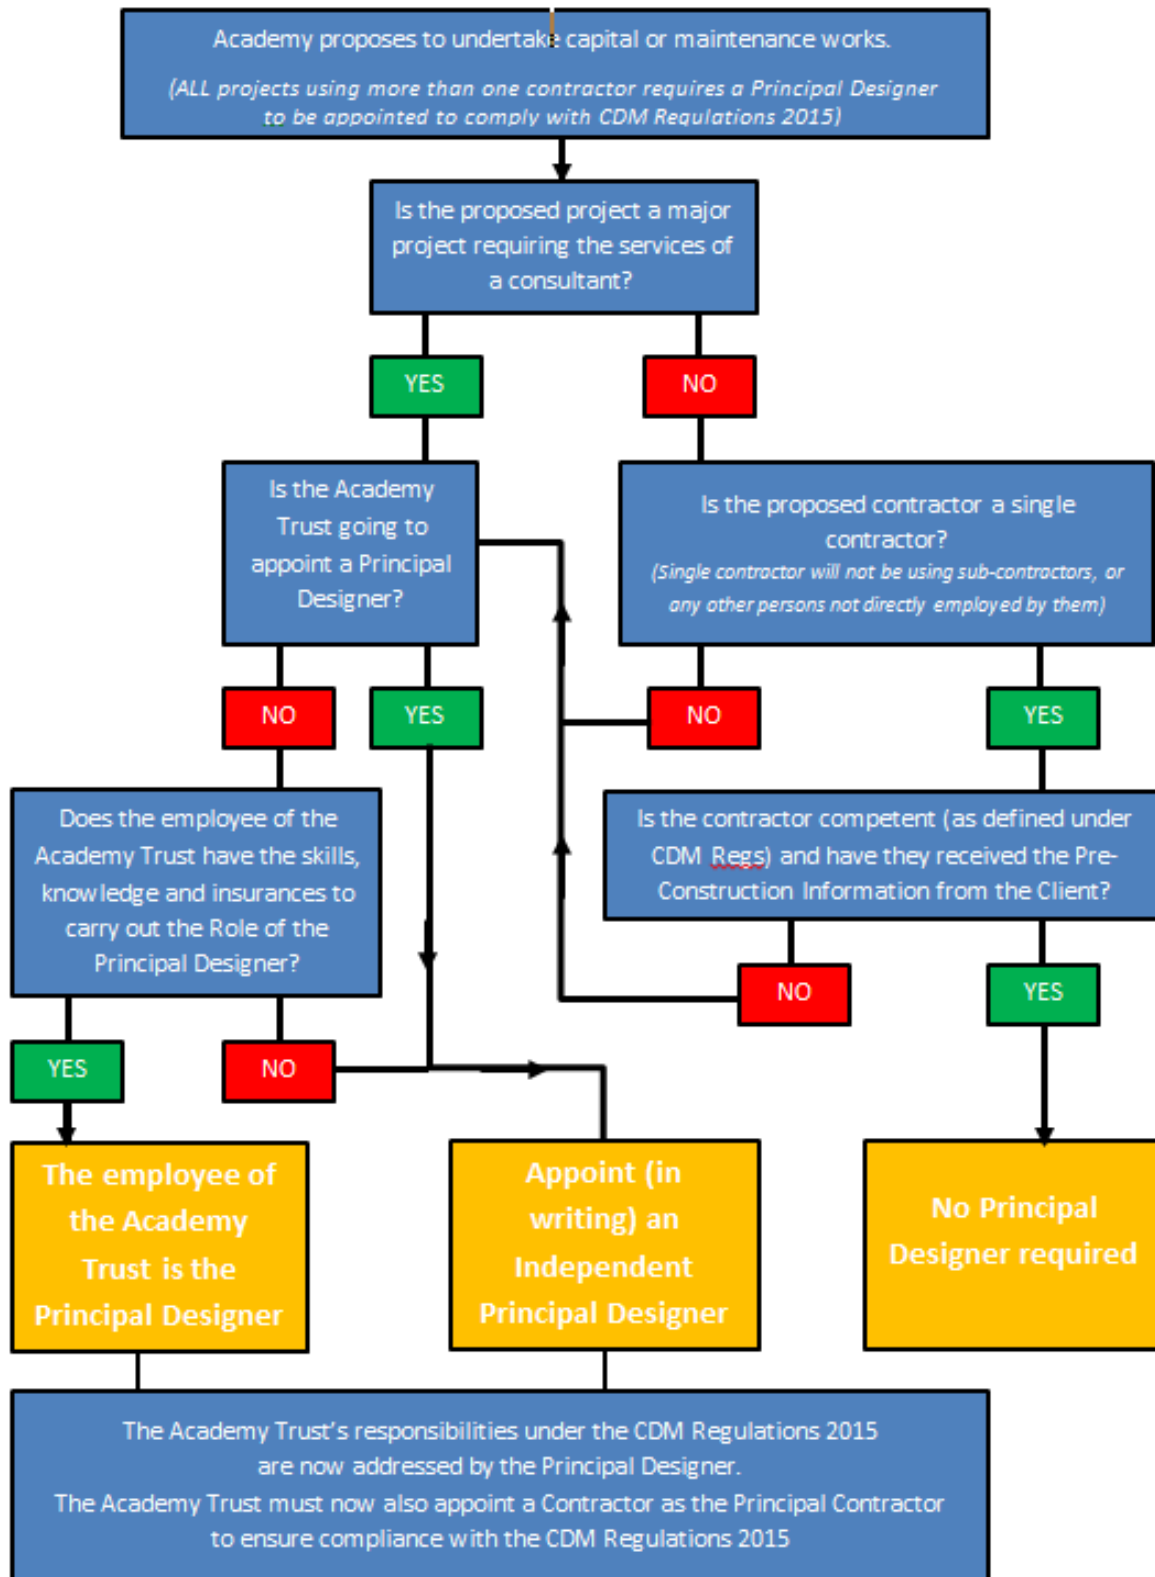 Academy proposes to undertake capital or maintenance works.
(ALL projects using more than one contractor requires a Principal Designer
to be appointed to comply with CDM Regulations 2015)
Is the proposed project a major
project requiring the services of
a consultant?
YES
NO
Is the Academy
Trust going to
appoint a Principal
Designer?
Is the proposed contractor a single
contractor?
(Single contractor will not be using sub-contractors, or
any other persons not directly employed by them)
NO
YES
NO
YES
Does the employee of the
Academy Trust have the skills,
knowledge and insurances to
carry out the Role of the
Principal Designer?
Is the contractor competent (as defined under
CDM Regs) and have they received the Pre-
Construction Information from the Client?
NO
YES
YES
NO
The employee of
the Academy
Trust is the
Principal Designer
Appoint (in
writing) an
Independent
Principal Designer
No Principal
Designer required
The Academy Trust's responsibilities under the CDM Regulations 2015
are now addressed by the Principal Designer.
The Academy Trust must now also appoint a Contractor as the Principal Contractor
to ensure compliance with the CDM Regulations 2015